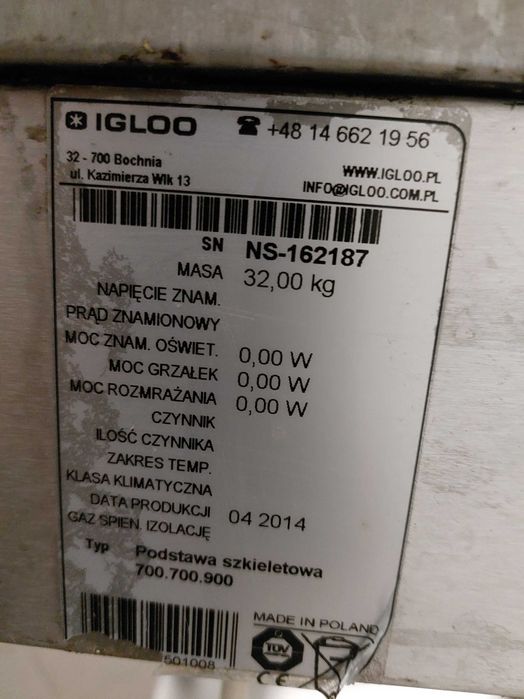 IGLOO ☎ +48 14 662 19 56
32 - 700 Bochnia
ul. Kazimierza Wlk 13
WWW.IGLOO.PL
INFO@IGLOO.COM.PL
SN NS-162187
MASA 32,00 kg
NAPIĘCIE ZNAM.
PRĄD ZNAMIONOWY
MOC ZNAM. OŚWIET. 0,00 W
MOC GRZAŁEK 0,00 W
MOC ROZMRAŻANIA 0,00 W
CZYNNIK
ILOŚĆ CZYNNIKA
ZAKRES TEMP.
KLASA KLIMATYCZNA
DATA PRODUKCJI 04 2014
GAZ SPIEN. IZOLACJĘ
Typ Podstawa szkieletowa
700.700.900
MADE IN POLAND
TÜV
501008
CE